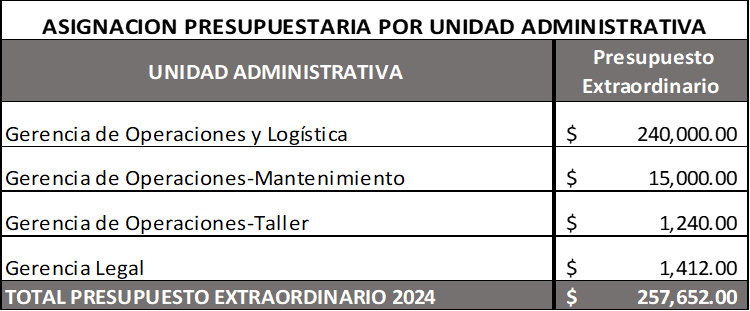 ASIGNACION PRESUPUESTARIA POR UNIDAD ADMINISTRATIVA
UNIDAD ADMINISTRATIVA Presupuesto Extraordinario
Gerencia de Operaciones y Logística $ 240,000.00
Gerencia de Operaciones-Mantenimiento $ 15,000.00
Gerencia de Operaciones-Taller $ 1,240.00
Gerencia Legal $ 1,412.00
TOTAL PRESUPUESTO EXTRAORDINARIO 2024 $ 257,652.00